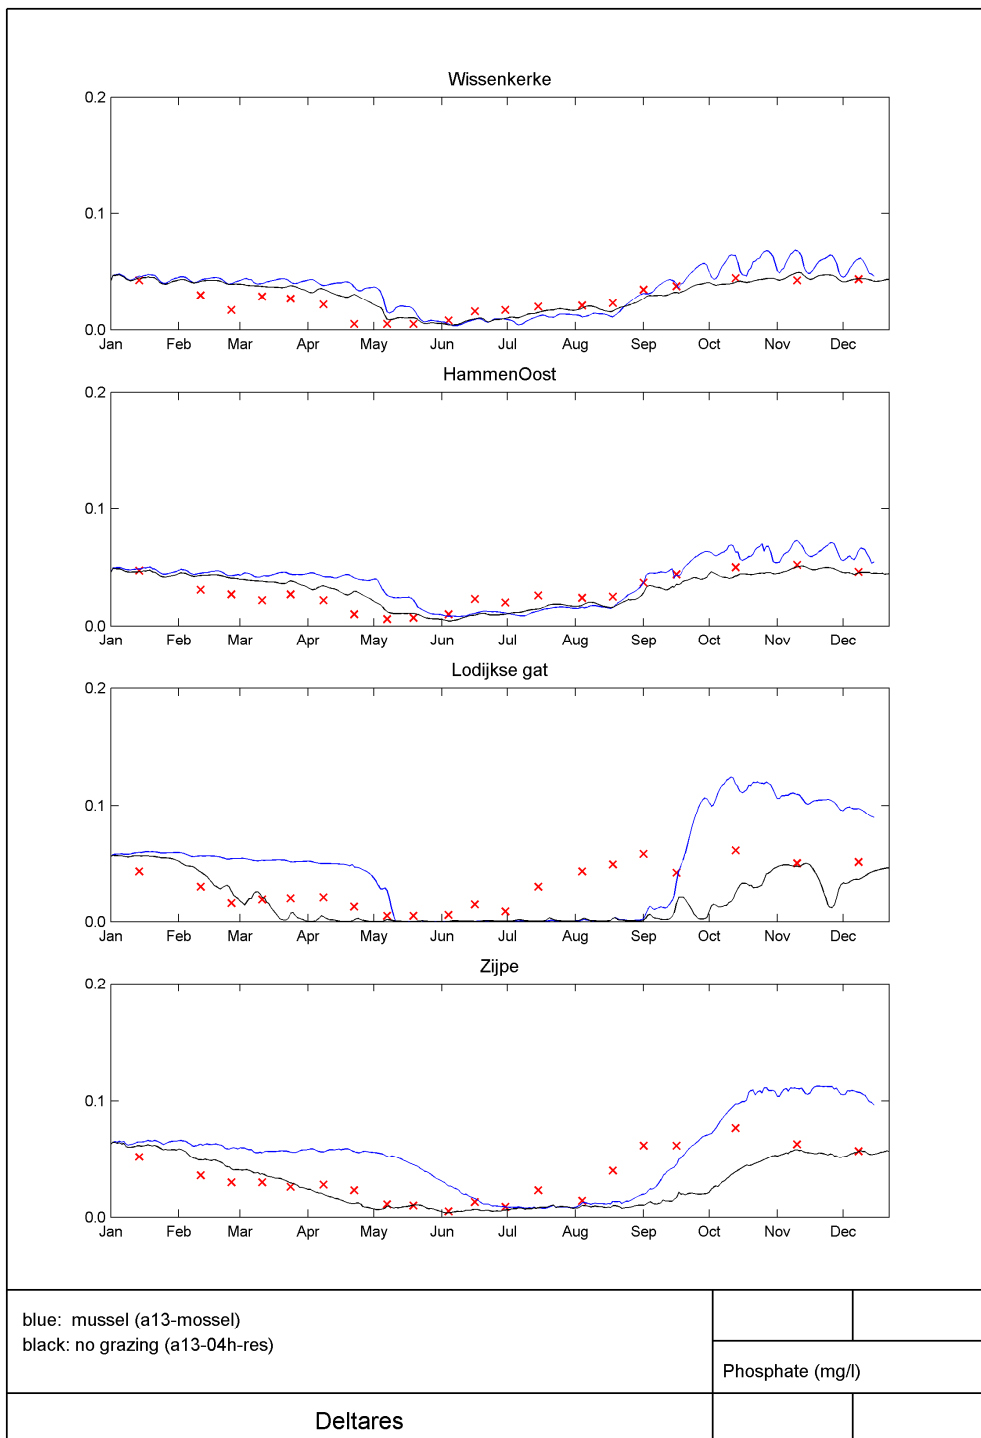 Wissenkerke
0.2
0.1
0.0
Jan Feb Mar Apr May Jun Jul Aug Sep Oct Nov Dec
HammenOost
0.2
0.1
0.0
Jan Feb Mar Apr May Jun Jul Aug Sep Oct Nov Dec
Lodijkse gat
0.2
0.1
0.0
Jan Feb Mar Apr May Jun Jul Aug Sep Oct Nov Dec
Zijpe
0.2
0.1
0.0
Jan Feb Mar Apr May Jun Jul Aug Sep Oct Nov Dec
blue: mussel (a13-mossel)
black: no grazing (a13-04h-res)
Phosphate (mg/l)
Deltares